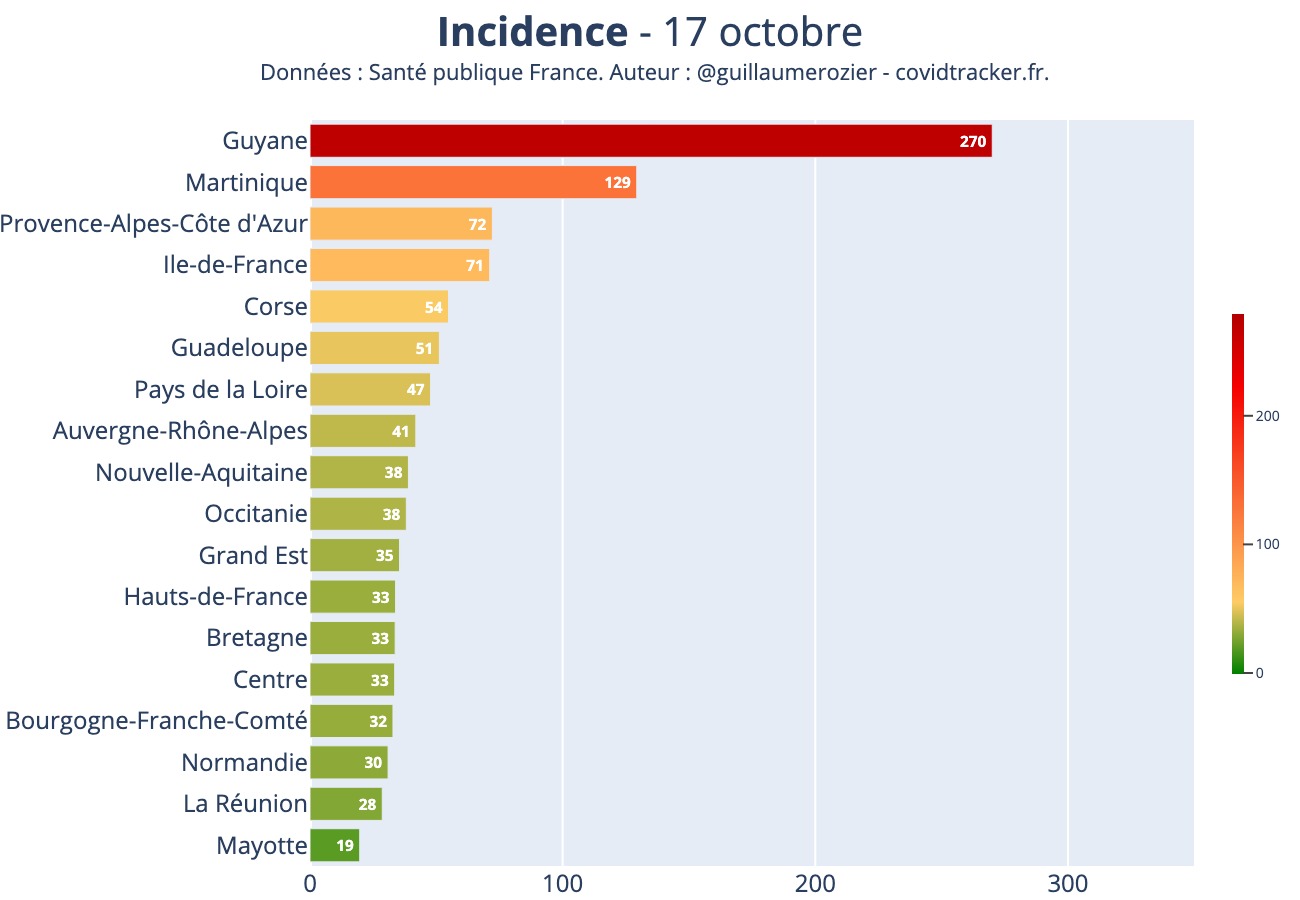 Incidence - 17 octobre
Données : Santé publique France. Auteur : @guillaumerozier - covidtracker.fr.
Guyane 270
Martinique 129
Provence-Alpes-Côte d'Azur 72
Ile-de-France 71
Corse 54
Guadeloupe 51
Pays de la Loire 47
Auvergne-Rhône-Alpes 41
Nouvelle-Aquitaine 38
Occitanie 38
Grand Est 35
Hauts-de-France 33
Bretagne 33
Centre 33
Bourgogne-Franche-Comté 32
Normandie 30
La Réunion 28
Mayotte 19
0 100 200 300
200
100
0